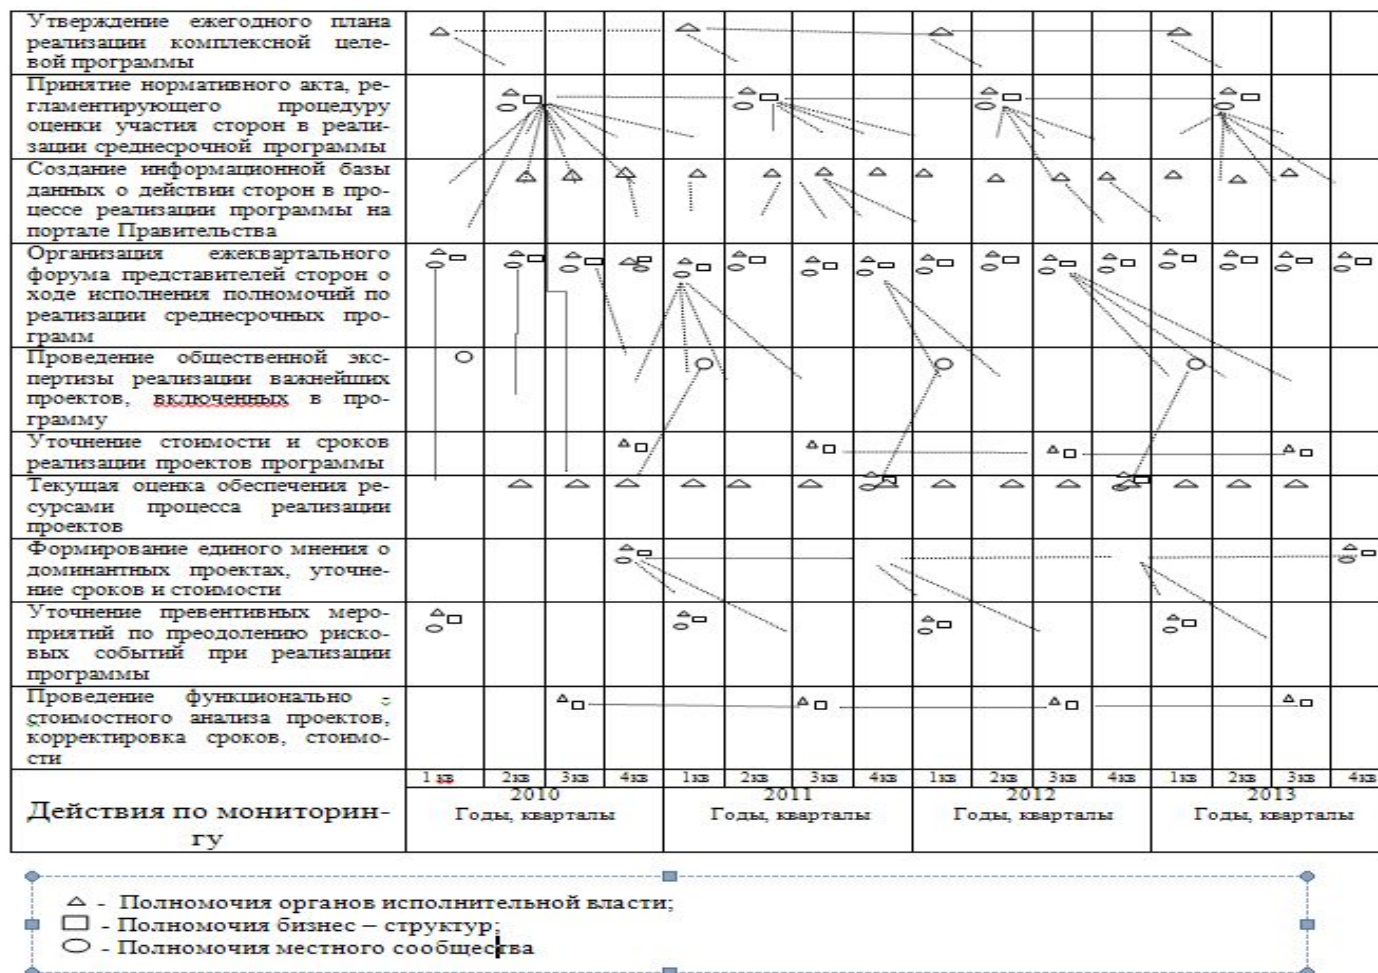 Утверждение ежегодного плана
реализации комплексной целе-
вой программы
Принятие нормативного акта, ре-
гламентирующего процедуру
оценки участия сторон в реали-
зации среднесрочной программы
Создание информационной базы
данных о действии сторон в про-
цессе реализации программы на
портале Правительства
Организация ежеквартального
форума представителей сторон о
ходе исполнения полномочий по
реализации среднесрочных про-
грамм
Проведение общественной экс-
пертизы реализации важнейших
проектов, включенных в про-
грамму
Уточнение стоимости и сроков
реализации проектов программы
Текущая оценка обеспечения ре-
сурсами процесса реализации
проектов
Формирование единого мнения о
доминантных проектах, уточне-
ние сроков и стоимости
Уточнение превентивных меро-
приятий по преодолению риско-
вых событий при реализации
программы
Проведение функционально -
стоимостного анализа проектов,
корректировка сроков, стоимо-
сти
1 кв 2кв 3кв 4кв 1кв 2кв 3кв 4кв 1кв 2кв 3кв 4кв 1кв 2кв 3кв 4кв
Действия по мониторин-
гу
2010 2011 2012 2013
Годы, кварталы Годы, кварталы Годы, кварталы Годы, кварталы
- Полномочия органов исполнительной власти;
- Полномочия бизнес – структур;
- Полномочия местного сообщества